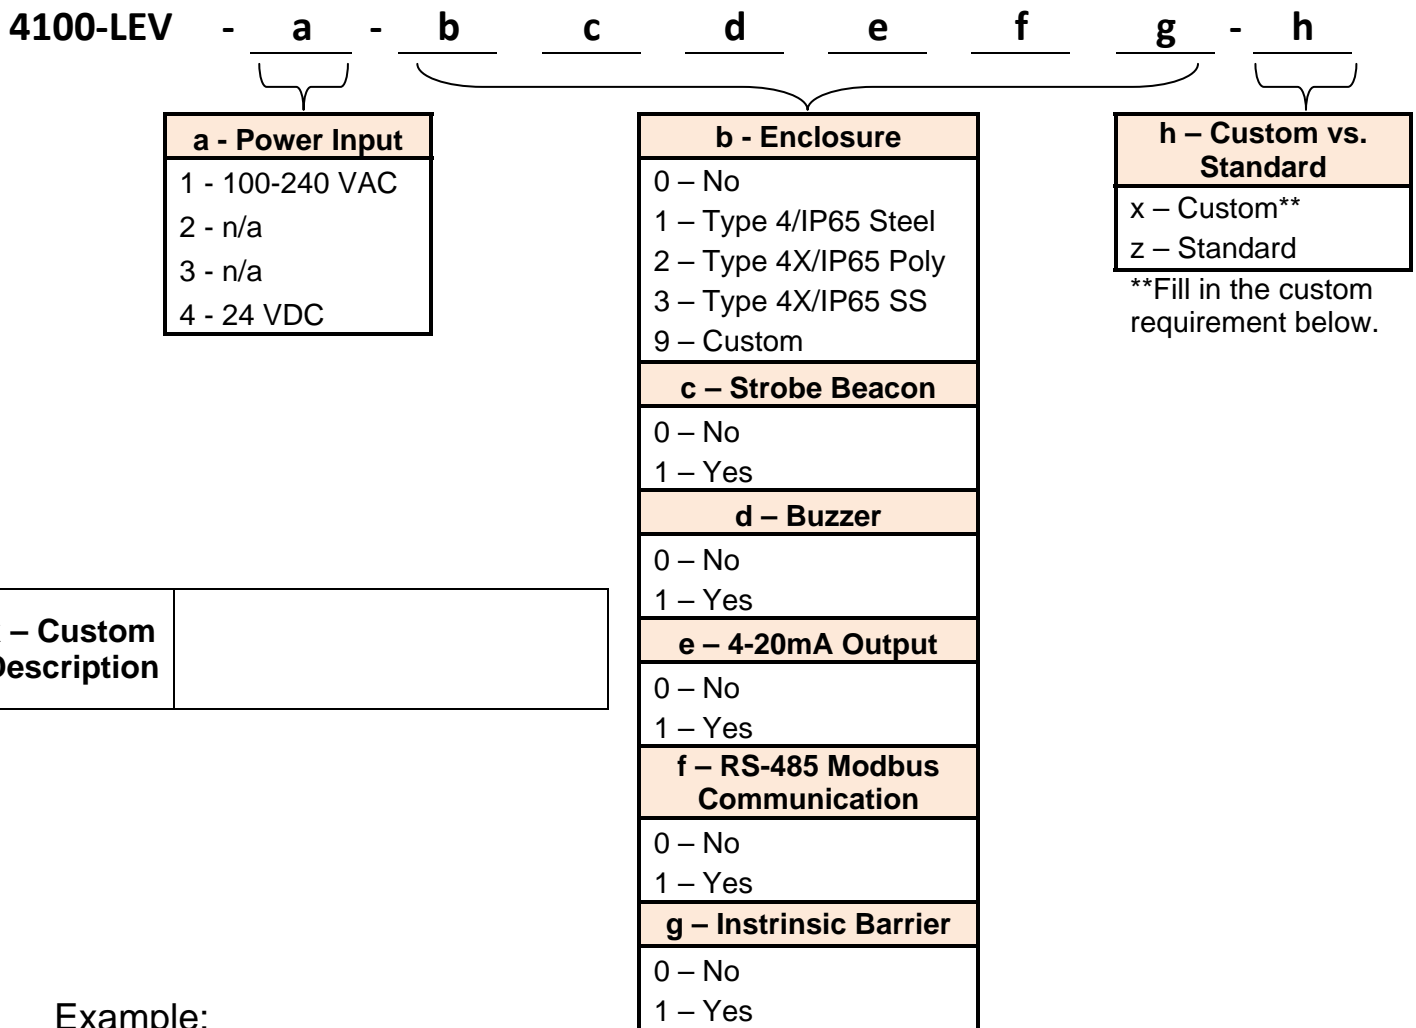 4100-LEV - a - b c d e f g - h
a - Power Input
1 - 100-240 VAC
2 - n/a
3 - n/a
4 - 24 VDC
b - Enclosure
0 – No
1 – Type 4/IP65 Steel
2 – Type 4X/IP65 Poly
3 – Type 4X/IP65 SS
9 – Custom
c – Strobe Beacon
0 – No
1 – Yes
d – Buzzer
0 – No
1 – Yes
e – 4-20mA Output
0 – No
1 – Yes
f – RS-485 Modbus
Communication
0 – No
1 – Yes
g – Instrinsic Barrier
0 – No
1 – Yes
h – Custom vs.
Standard
x – Custom**
z – Standard
**Fill in the custom
requirement below.
– Custom
Description
Example: